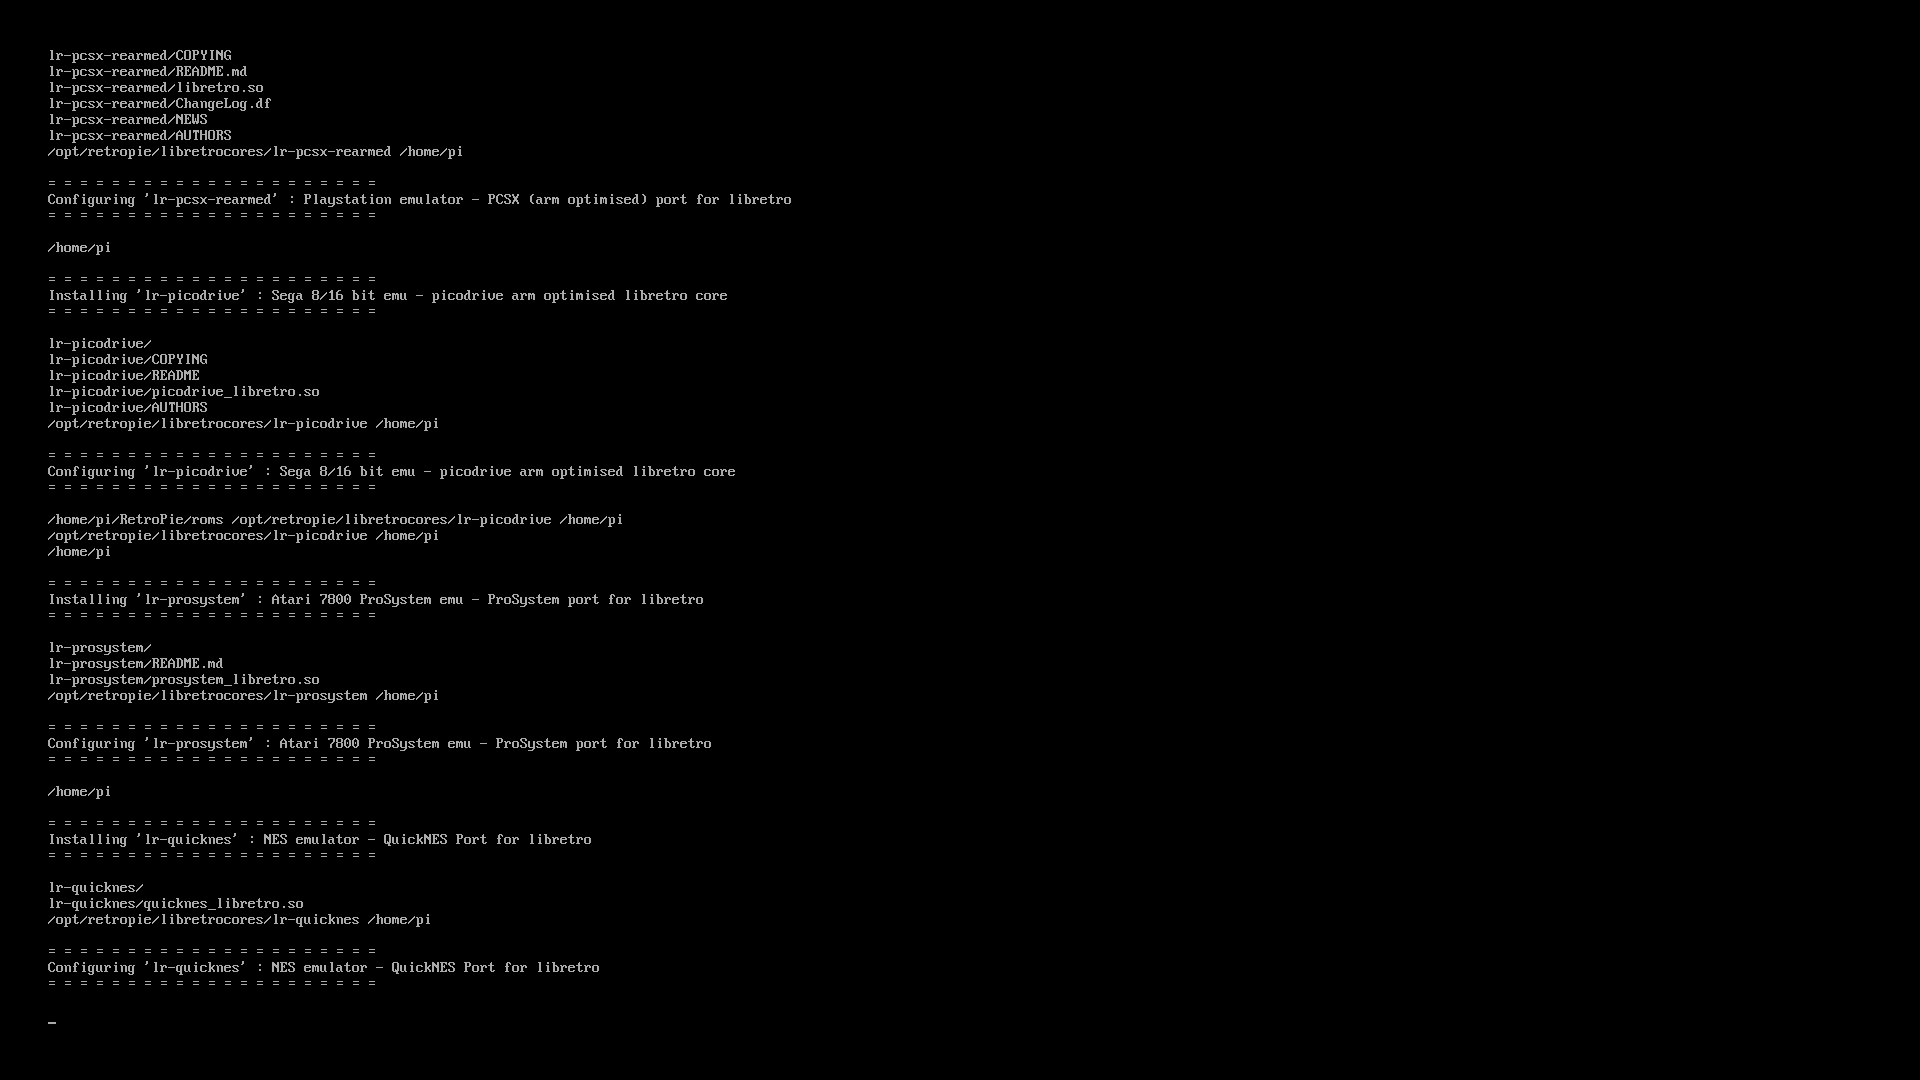 lr-pcsx-rearmed/COPYING
lr-pcsx-rearmed/README.md
lr-pcsx-rearmed/libretro.so
lr-pcsx-rearmed/ChangeLog.df
lr-pcsx-rearmed/NEWS
lr-pcsx-rearmed/AUTHORS
/opt/retropie/libretrocores/lr-pcsx-rearmed /home/pi
= = = = = = = = = = = = = = = = = = = = =
Configuring 'lr-pcsx-rearmed' : Playstation emulator - PCSX (arm optimised) port for libretro
= = = = = = = = = = = = = = = = = = = = =
/home/pi
= = = = = = = = = = = = = = = = = = = = =
Installing 'lr-picodrive' : Sega 8/16 bit emu - picodrive arm optimised libretro core
= = = = = = = = = = = = = = = = = = = = =
lr-picodrive/
lr-picodrive/COPYING
lr-picodrive/README
lr-picodrive/picodrive_libretro.so
lr-picodrive/AUTHORS
/opt/retropie/libretrocores/lr-picodrive /home/pi
= = = = = = = = = = = = = = = = = = = = =
Configuring 'lr-picodrive' : Sega 8/16 bit emu - picodrive arm optimised libretro core
= = = = = = = = = = = = = = = = = = = = =
/home/pi/RetroPie/roms /opt/retropie/libretrocores/lr-picodrive /home/pi
/opt/retropie/libretrocores/lr-picodrive /home/pi
/home/pi
= = = = = = = = = = = = = = = = = = = = =
Installing 'lr-prosystem' : Atari 7800 ProSystem emu - ProSystem port for libretro
= = = = = = = = = = = = = = = = = = = = =
lr-prosystem/
lr-prosystem/README.md
lr-prosystem/prosystem_libretro.so
/opt/retropie/libretrocores/lr-prosystem /home/pi
= = = = = = = = = = = = = = = = = = = = =
Configuring 'lr-prosystem' : Atari 7800 ProSystem emu - ProSystem port for libretro
= = = = = = = = = = = = = = = = = = = = =
/home/pi
= = = = = = = = = = = = = = = = = = = = =
Installing 'lr-quicknes' : NES emulator - QuickNES Port for libretro
= = = = = = = = = = = = = = = = = = = = =
lr-quicknes/
lr-quicknes/quicknes_libretro.so
/opt/retropie/libretrocores/lr-quicknes /home/pi
= = = = = = = = = = = = = = = = = = = = =
Configuring 'lr-quicknes' : NES emulator - QuickNES Port for libretro
= = = = = = = = = = = = = = = = = = = = =
_